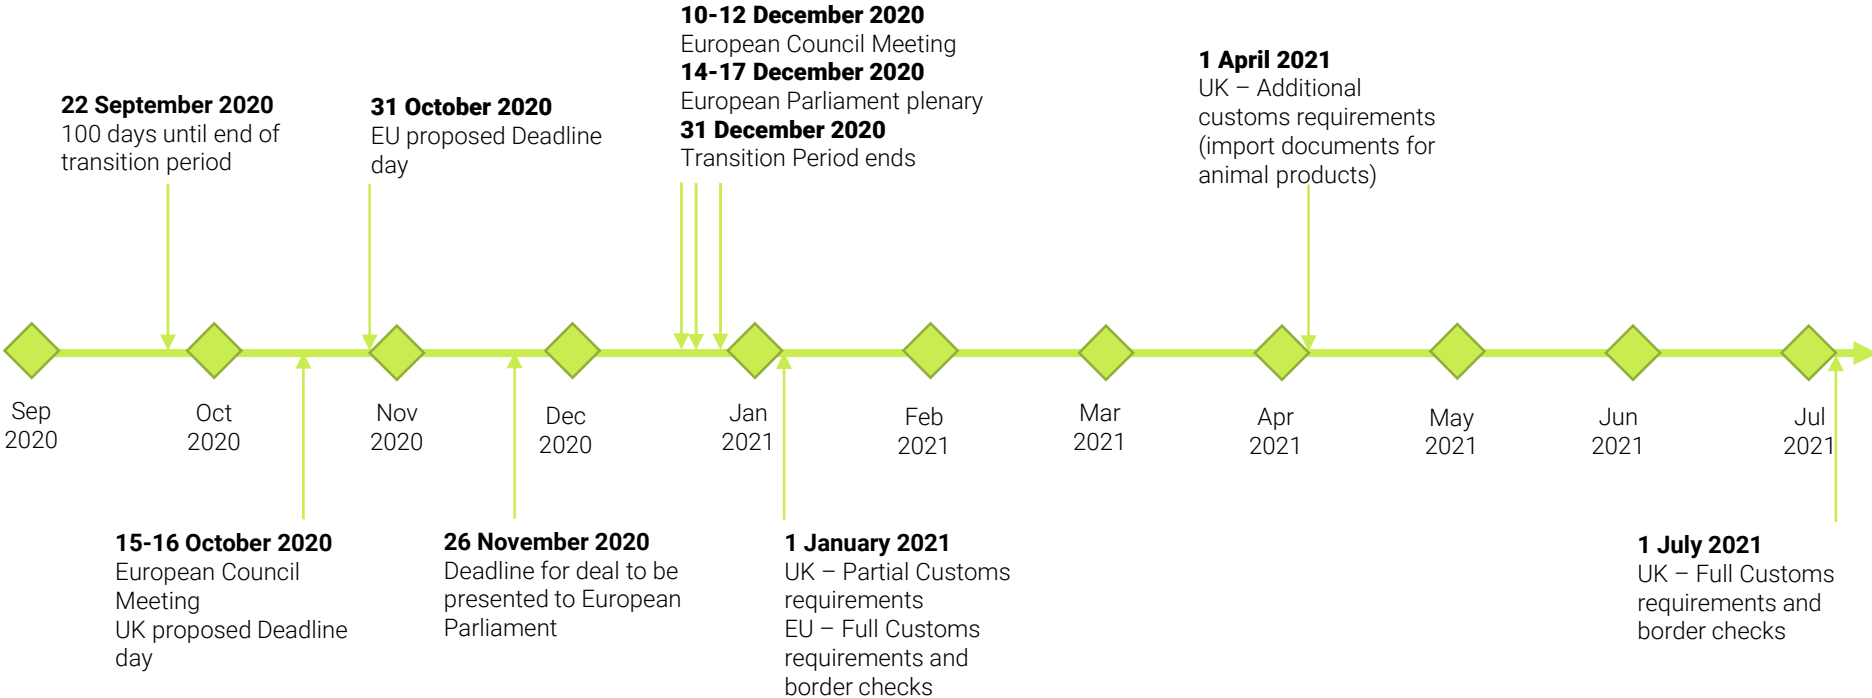 10-12 December 2020
European Council Meeting
14-17 December 2020
European Parliament plenary
31 December 2020
Transition Period ends
1 April 2021
UK – Additional
customs requirements
(import documents for
animal products)
22 September 2020
100 days until end of
transition period
31 October 2020
EU proposed Deadline
day
Sep
2020
Oct
2020
Nov
2020
Dec
2020
Jan
2021
Feb
2021
Mar
2021
Apr
2021
May
2021
Jun
2021
Jul
2021
15-16 October 2020
European Council
Meeting
UK proposed Deadline
day
26 November 2020
Deadline for deal to be
presented to European
Parliament
1 January 2021
UK – Partial Customs
requirements
EU – Full Customs
requirements and
border checks
1 July 2021
UK – Full Customs
requirements and
border checks